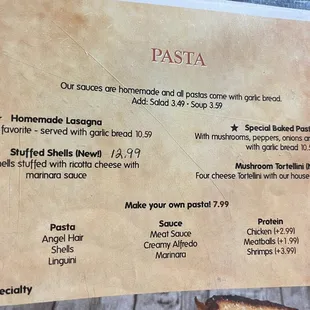 PASTA
Our sauces are homemade and all pastas come with garlic bread.
Add: Salad 3.49 • Soup 3.59
Homemade Lasagna
favorite - served with garlic bread 10.59
Stuffed Shells (New!) 12.99
stuffed with ricotta cheese with
marinara sauce
★ Special Baked
With mushrooms, peppers, onions
with garlic bread
Mushroom Tortellini
Four cheese Tortellini with our house
Make your own pasta! 7.99
Pasta
Angel Hair
Shells
Linguini
Sauce
Meat Sauce
Creamy Alfredo
Marinara
Protein
Chicken (+2.99)
Meatballs (+1.99)
Shrimps (+3.99)